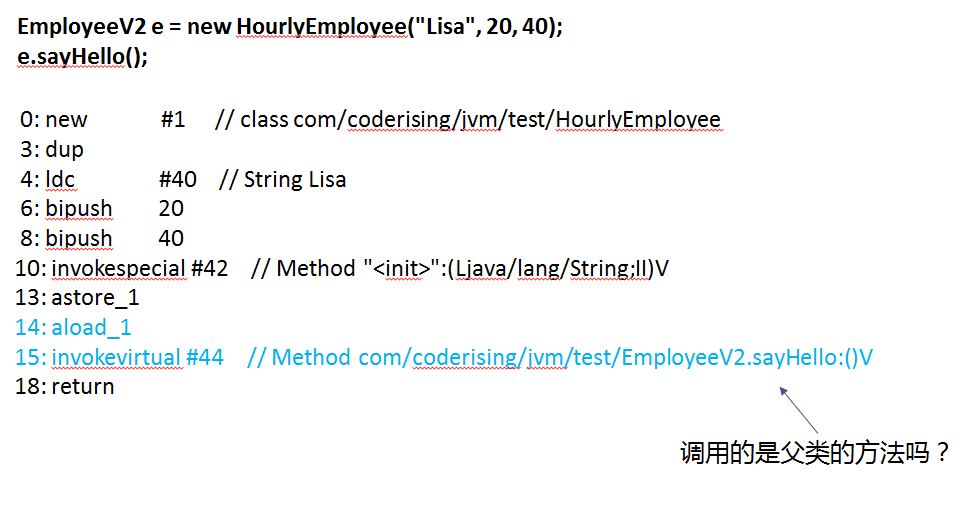 EmployeeV2 e = new HourlyEmployee("Lisa", 20, 40);
e.sayHello();
0: new #1 // class com/coderising/jvm/test/HourlyEmployee
3: dup
4: ldc #40 // String Lisa
6: bipush 20
8: bipush 40
10: invokespecial #42 // Method "<init>":(Ljava/lang/String;II)V
13: astore_1
14: aload_1
15: invokevirtual #44 // Method com/coderising/jvm/test/EmployeeV2.sayHello:()V
18: return
调用的是父类的方法吗？